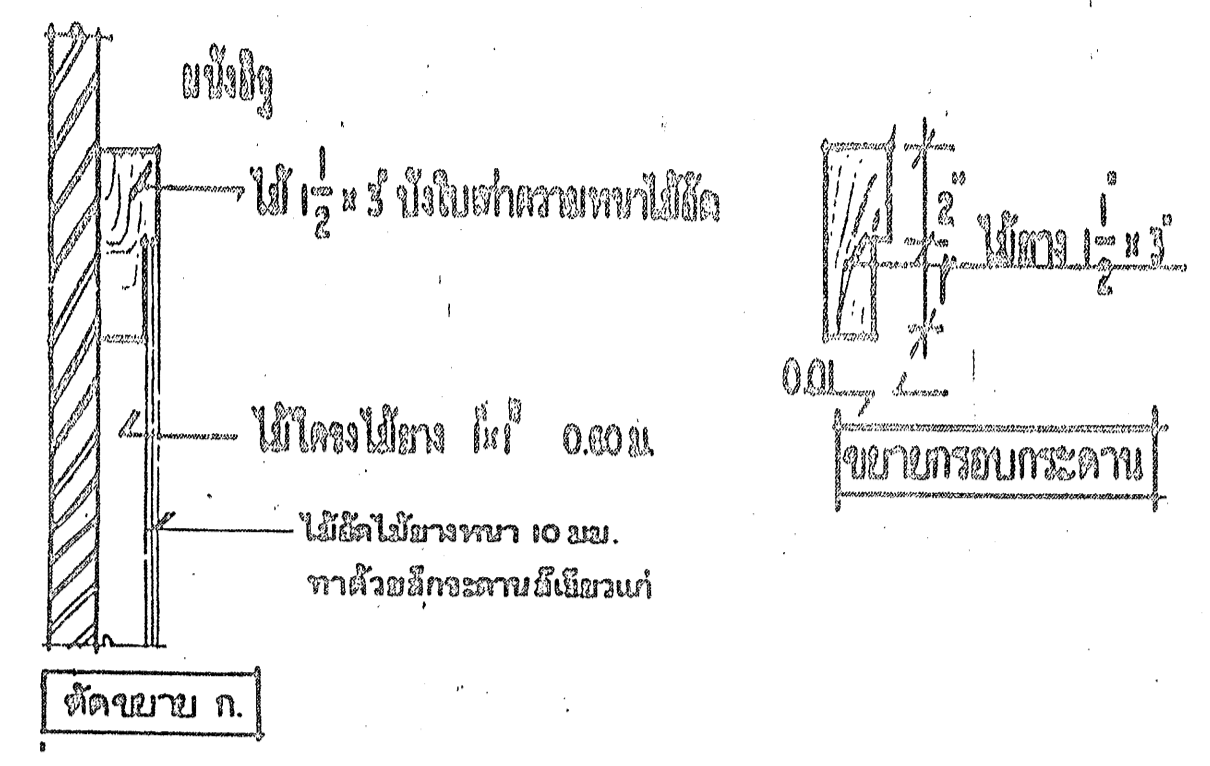 ผนังอิฐ
ไม้ 1 1/2 x 3" บังใบเท่าความหนาไม้อัด
ไม้โครงไม้ยาง 1"x1" 0.60 ม.
ไม้อัดไม้ยางหนา 10 มม.
ทาด้วยสีกระดานสีเขียวแก่
ตัดขยาย ก.
2"
ไม้ยาง 1 1/2" x 3"
1"
0.01
ขยายกรอบกระดาน